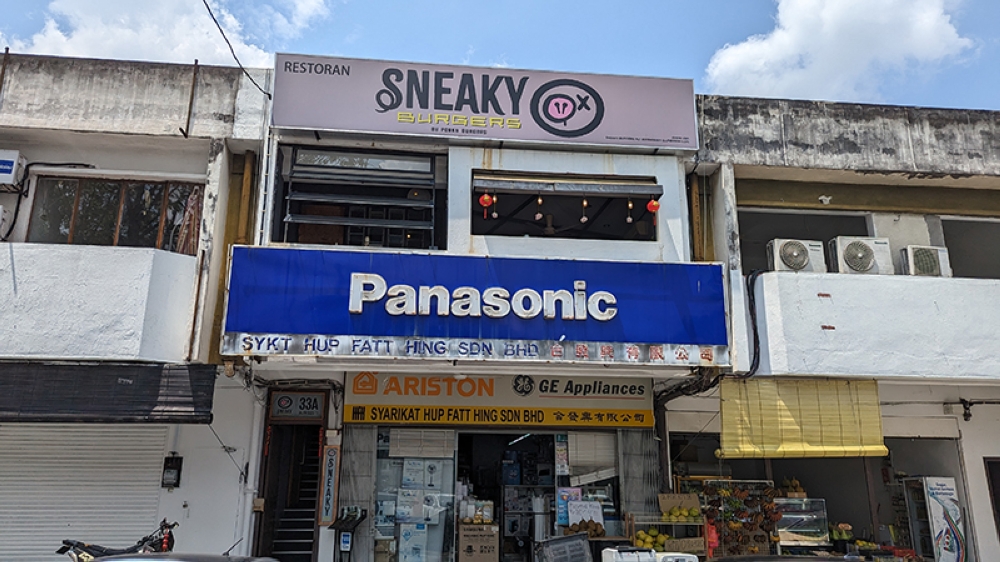 RESTORAN
SNEAKY
BURGERS
Panasonic
SYKT HUP FATT HING SDN BHD 合發興有限公司
ARISTON GE Appliances
SYARIKAT HUP FATT HING SDN BHD 合發興有限公司
33A
SNEAKY